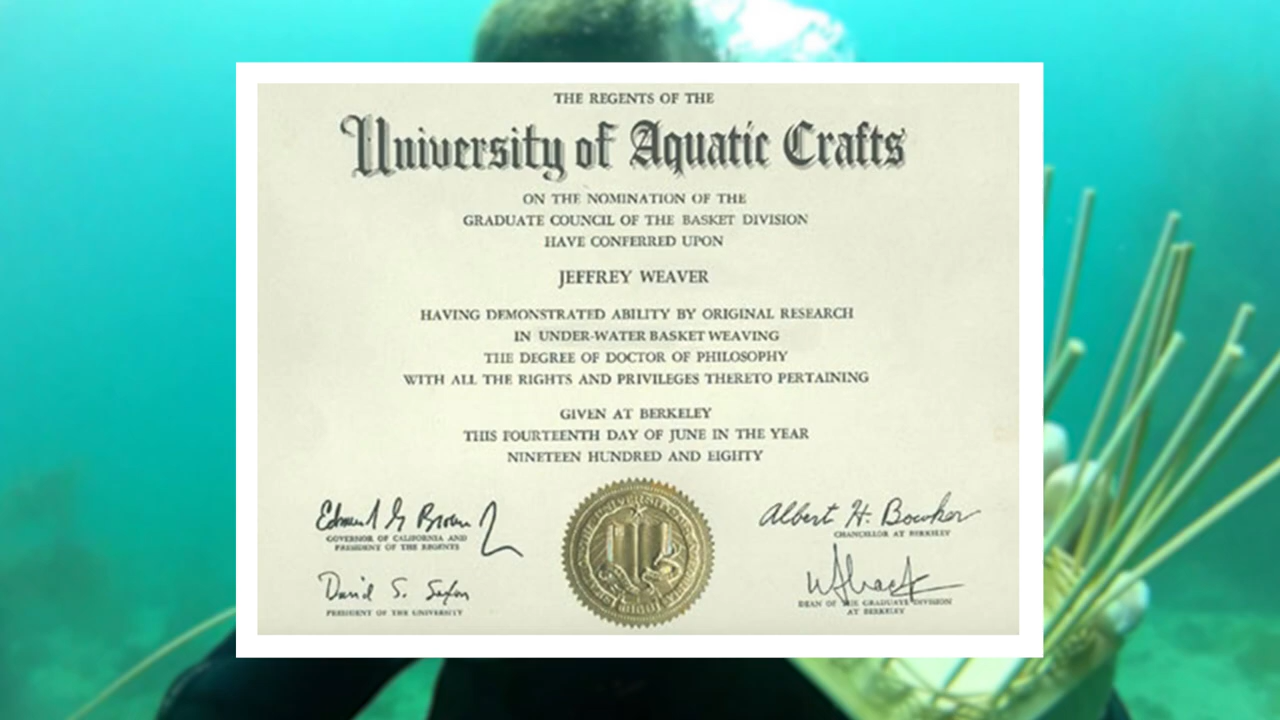 THE REGENTS OF THE
University of Aquatic Crafts
ON THE NOMINATION OF THE
GRADUATE COUNCIL OF THE BASKET DIVISION
HAVE CONFERRED UPON
JEFFREY WEAVER
HAVING DEMONSTRATED ABILITY BY ORIGINAL RESEARCH
IN UNDER-WATER BASKET WEAVING
THE DEGREE OF DOCTOR OF PHILOSOPHY
WITH ALL THE RIGHTS AND PRIVILEGES THERETO PERTAINING
GIVEN AT BERKELEY
THIS FOURTEENTH DAY OF JUNE IN THE YEAR
NINETEEN HUNDRED AND EIGHTY
Edmund G Brown Jr
GOVERNOR OF CALIFORNIA AND
PRESIDENT OF THE REGENTS
Albert H. Bowker
CHANCELLOR AT BERKELEY
David S. Saxon
PRESIDENT OF THE UNIVERSITY
DEAN OF THE GRADUATE DIVISION
AT BERKELEY